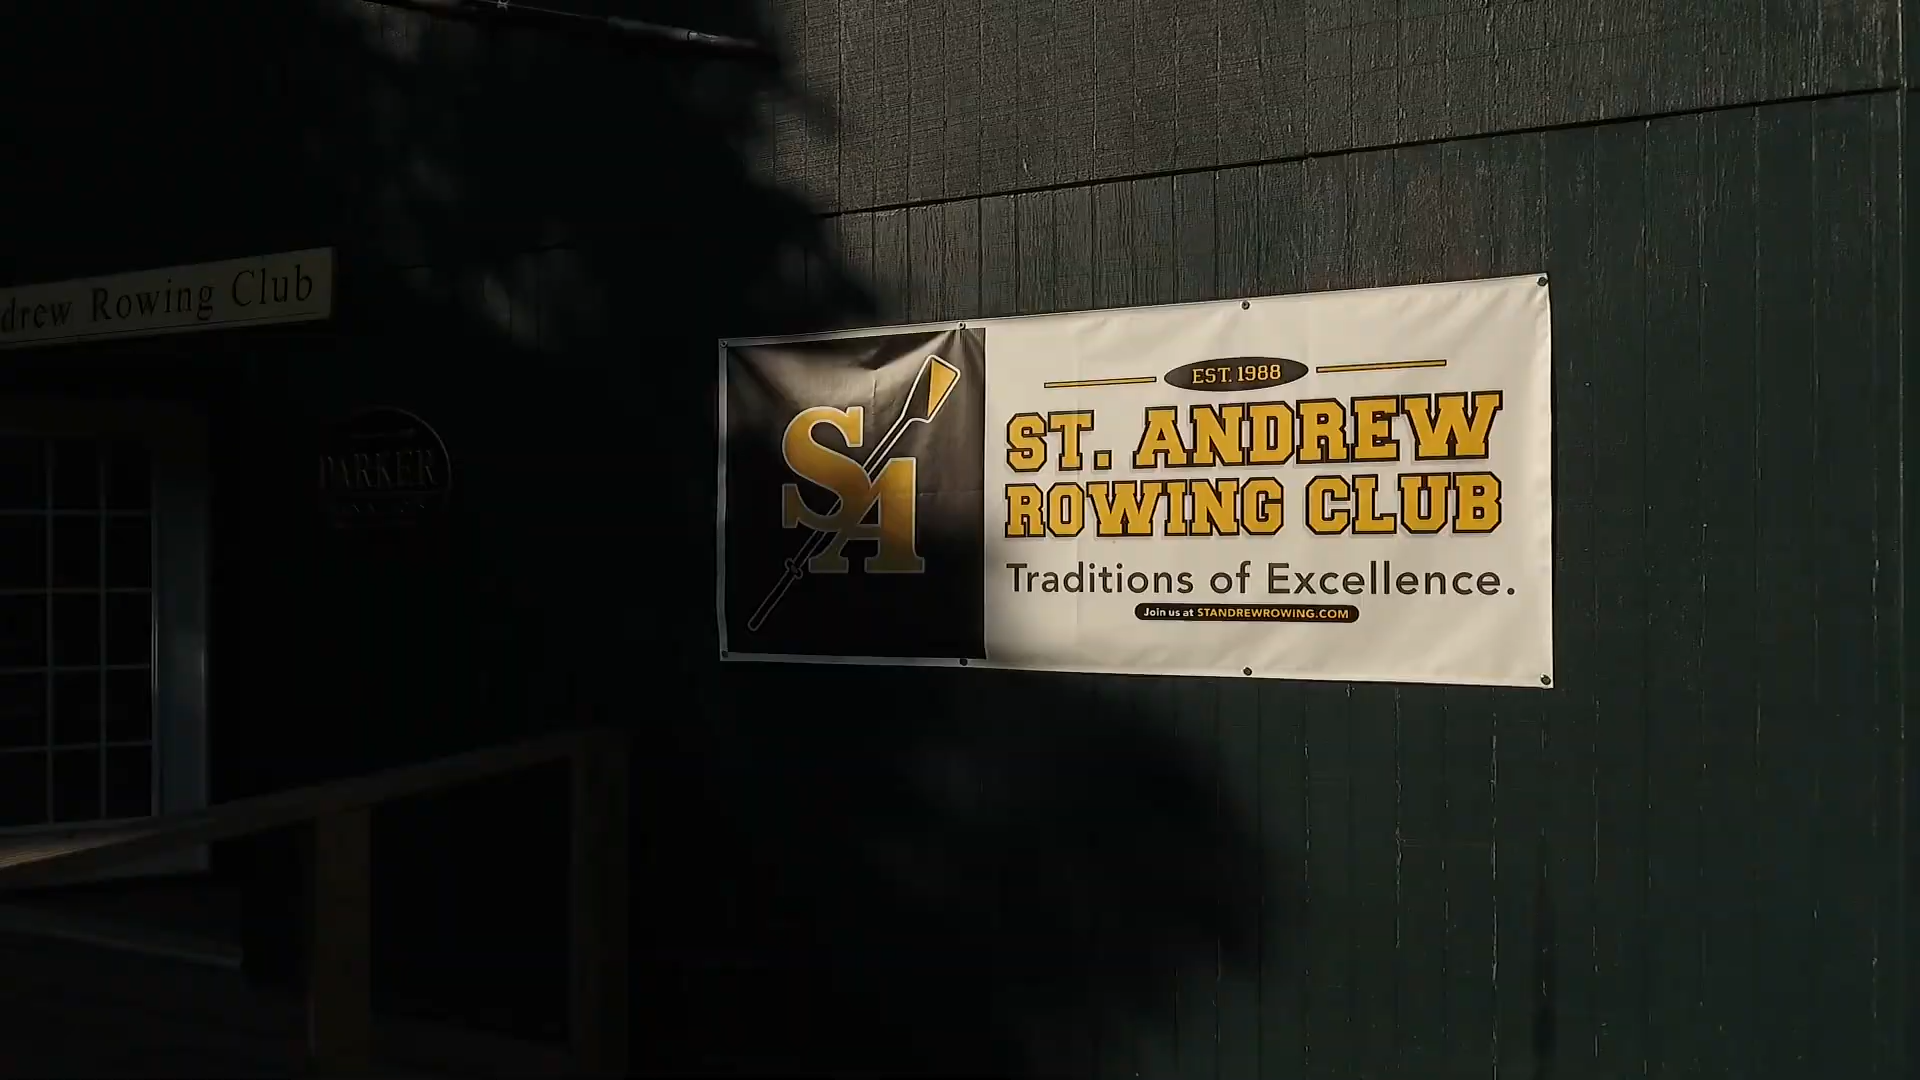 drew Rowing Club
PARKER
SA
EST. 1988
ST. ANDREW
ROWING CLUB
Traditions of Excellence.
Join us at STANDREWROWING.COM